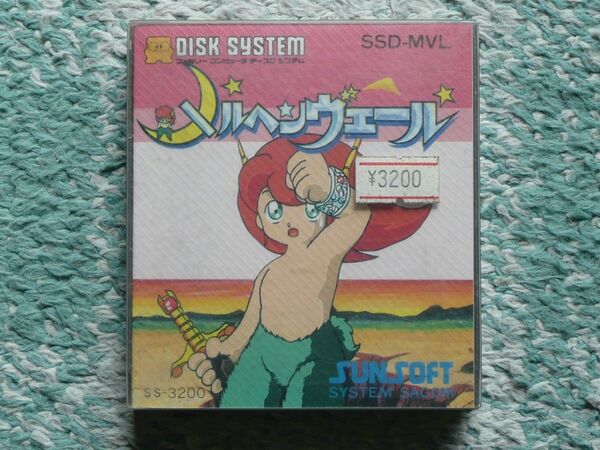 DISK SYSTEM
ファミリー コンピュータ ディスク システム
SSD-MVL
メルヘンヴェール
¥3200
SS-3200
SUNSOFT
SYSTEM SACOM